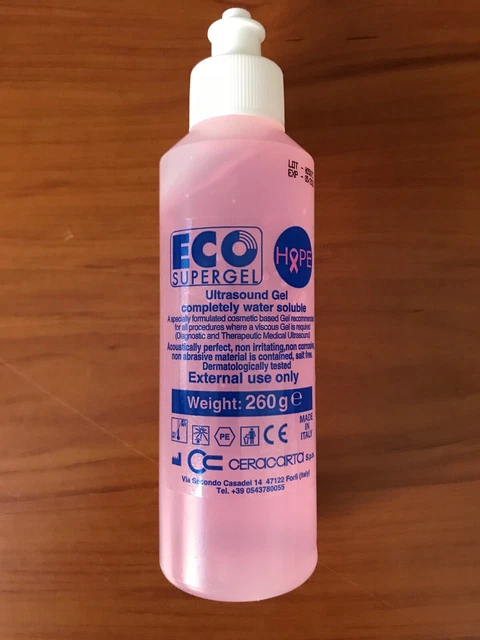 LOT -
EXP -
ECO
SUPERGEL
HOPE
Ultrasound Gel
completely water soluble
A specially formulated cosmetic based Gel recommended
for all procedures where a viscous Gel is required
(Diagnostic and Therapeutic Medical Ultrasound)
Acoustically perfect, non irritating, non corrosive,
non abrasive material is contained, salt free
Dermatologically tested
External use only
Weight: 260 g e
MADE
IN
ITALY
PE
CE
CERACARTA S.p.A.
Via Secondo Casadei 14 47122 Forlì (Italy)
Tel. +39 0543780055